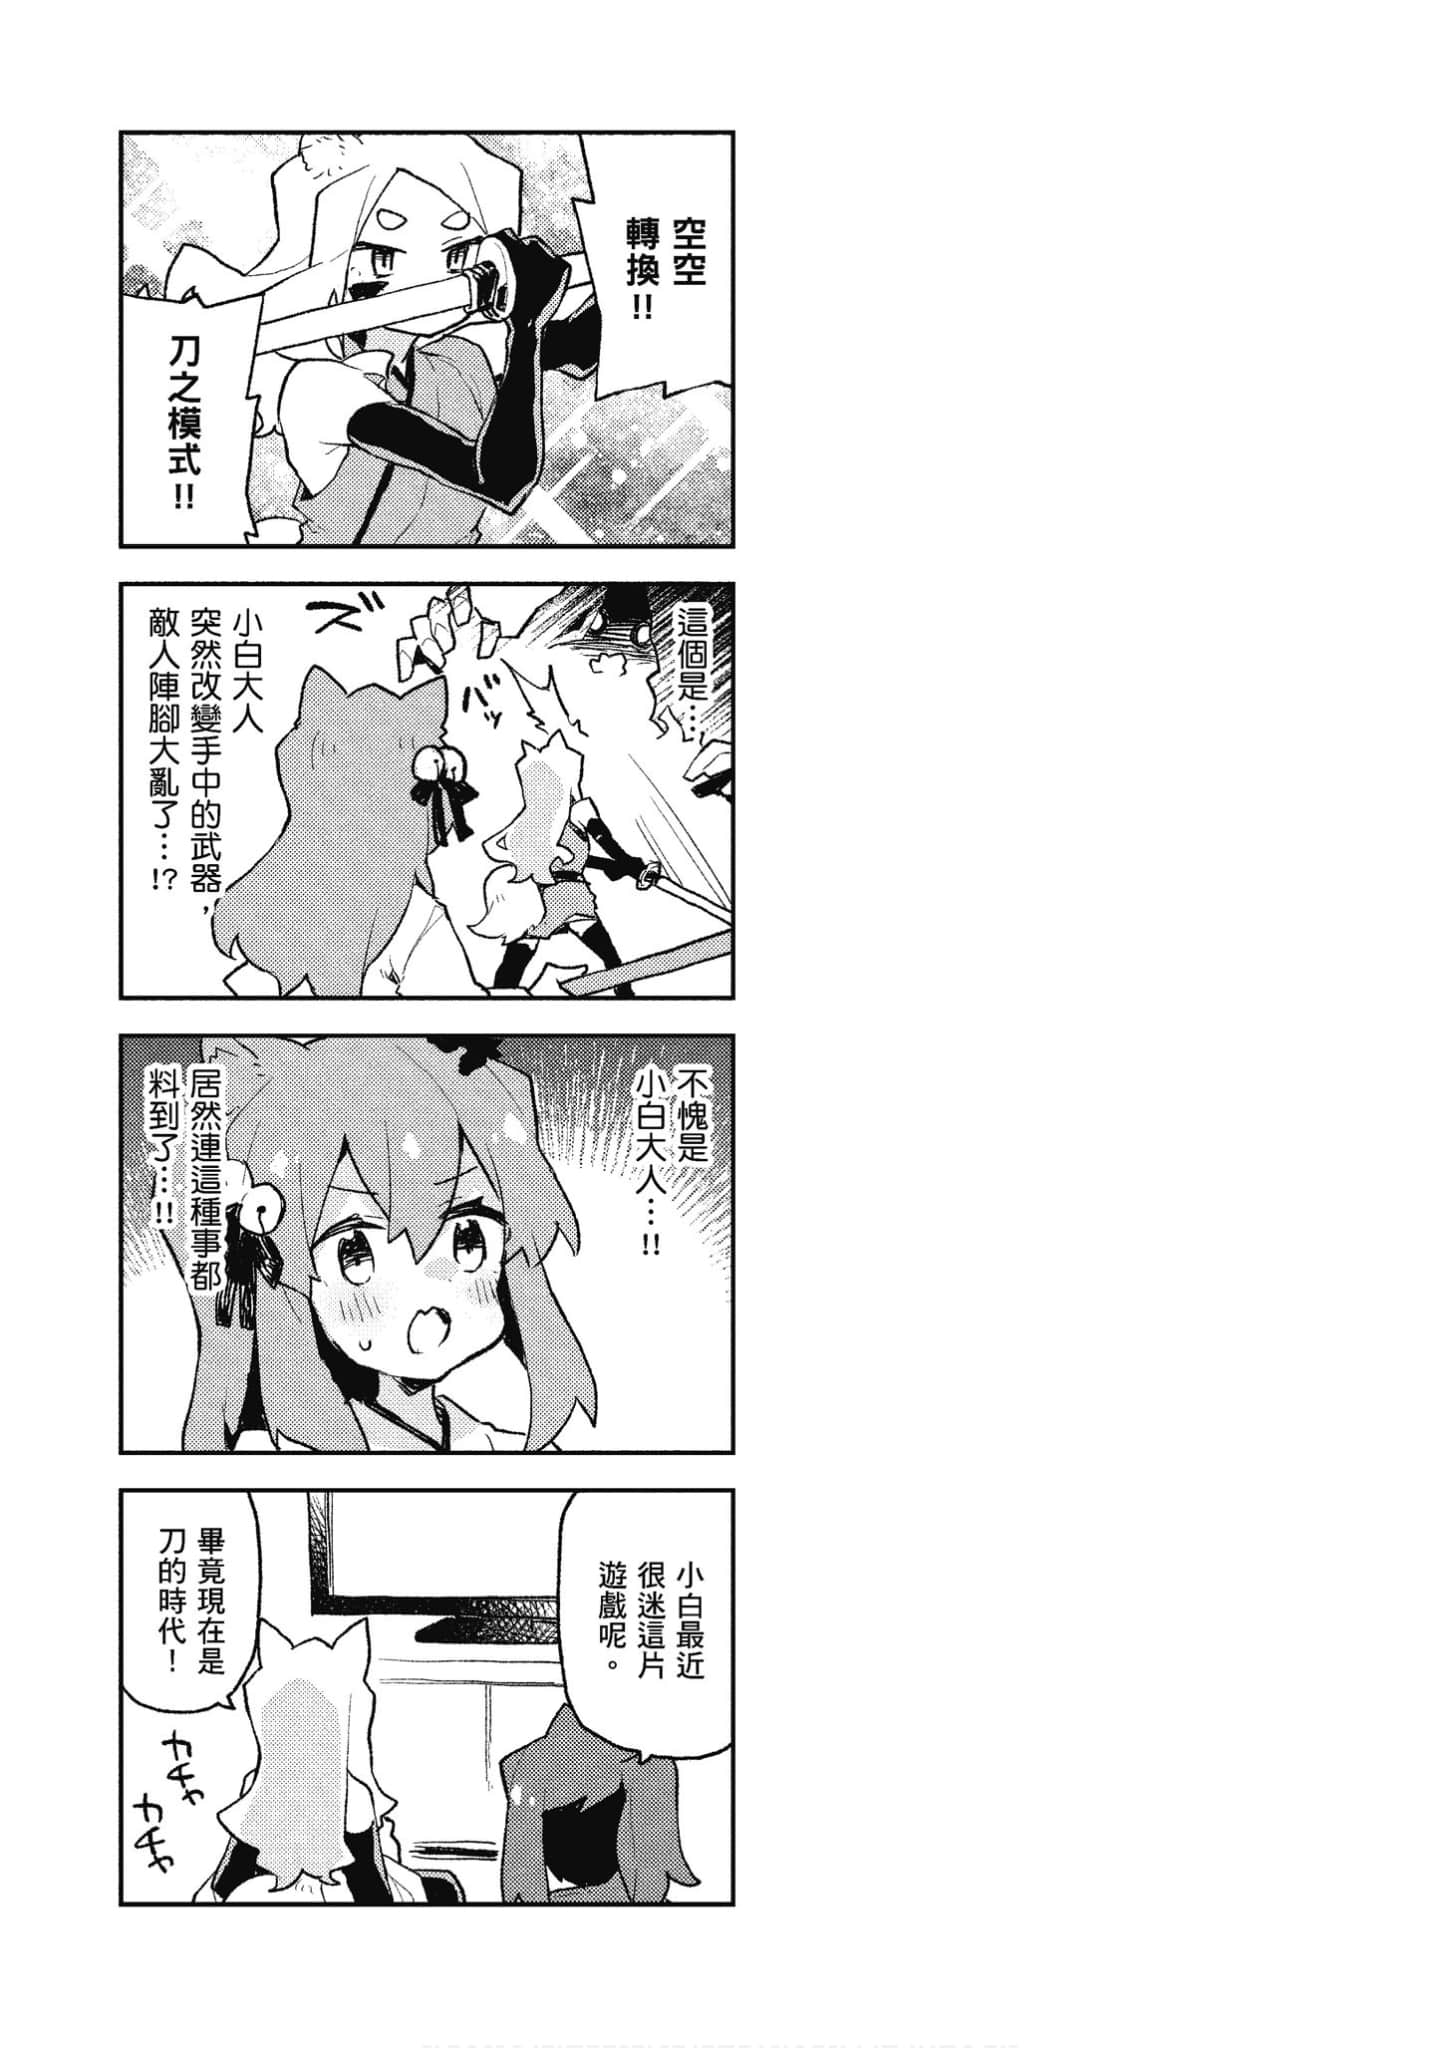 空空
轉換!!
刀之模式!!
這個是…
バッ
ズ
小白大人
突然改變手中的武器，
敵人陣腳大亂了…!?
不愧是
小白大人…!!
居然連這種事都
料到了…!!
小白最近
很迷這片
遊戲呢。
畢竟現在是
刀的時代！
カチャ
カチャ